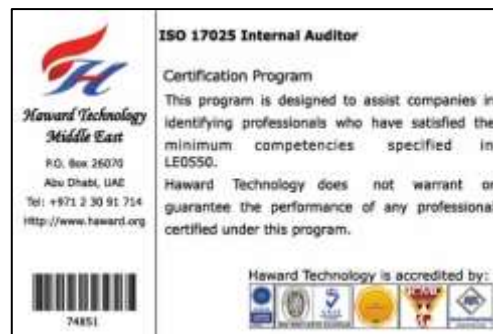 Haward Technology
Middle East
P.O. Box 26070
Abu Dhabi, UAE
Tel: +971 2 30 91 714
Http://www.haward.org
74851
ISO 17025 Internal Auditor
Certification Program
This program is designed to assist companies in
identifying professionals who have satisfied the
minimum competencies specified in
LE0550.
Haward Technology does not warrant or
guarantee the performance of any professional
certified under this program.
Haward Technology is accredited by: